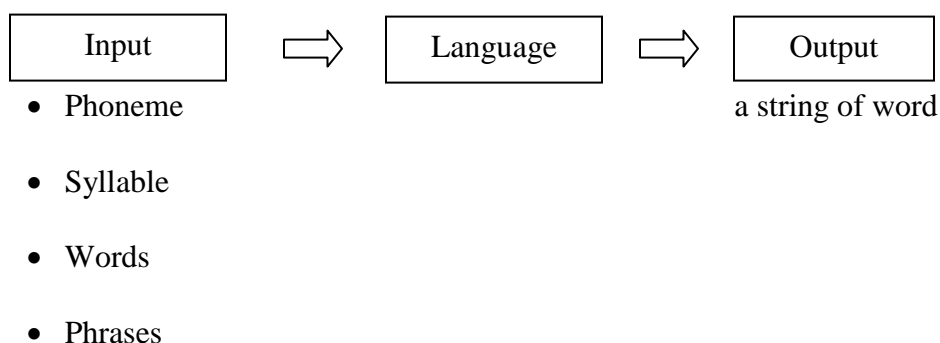 Input Language Output
• Phoneme a string of word
• Syllable
• Words
• Phrases